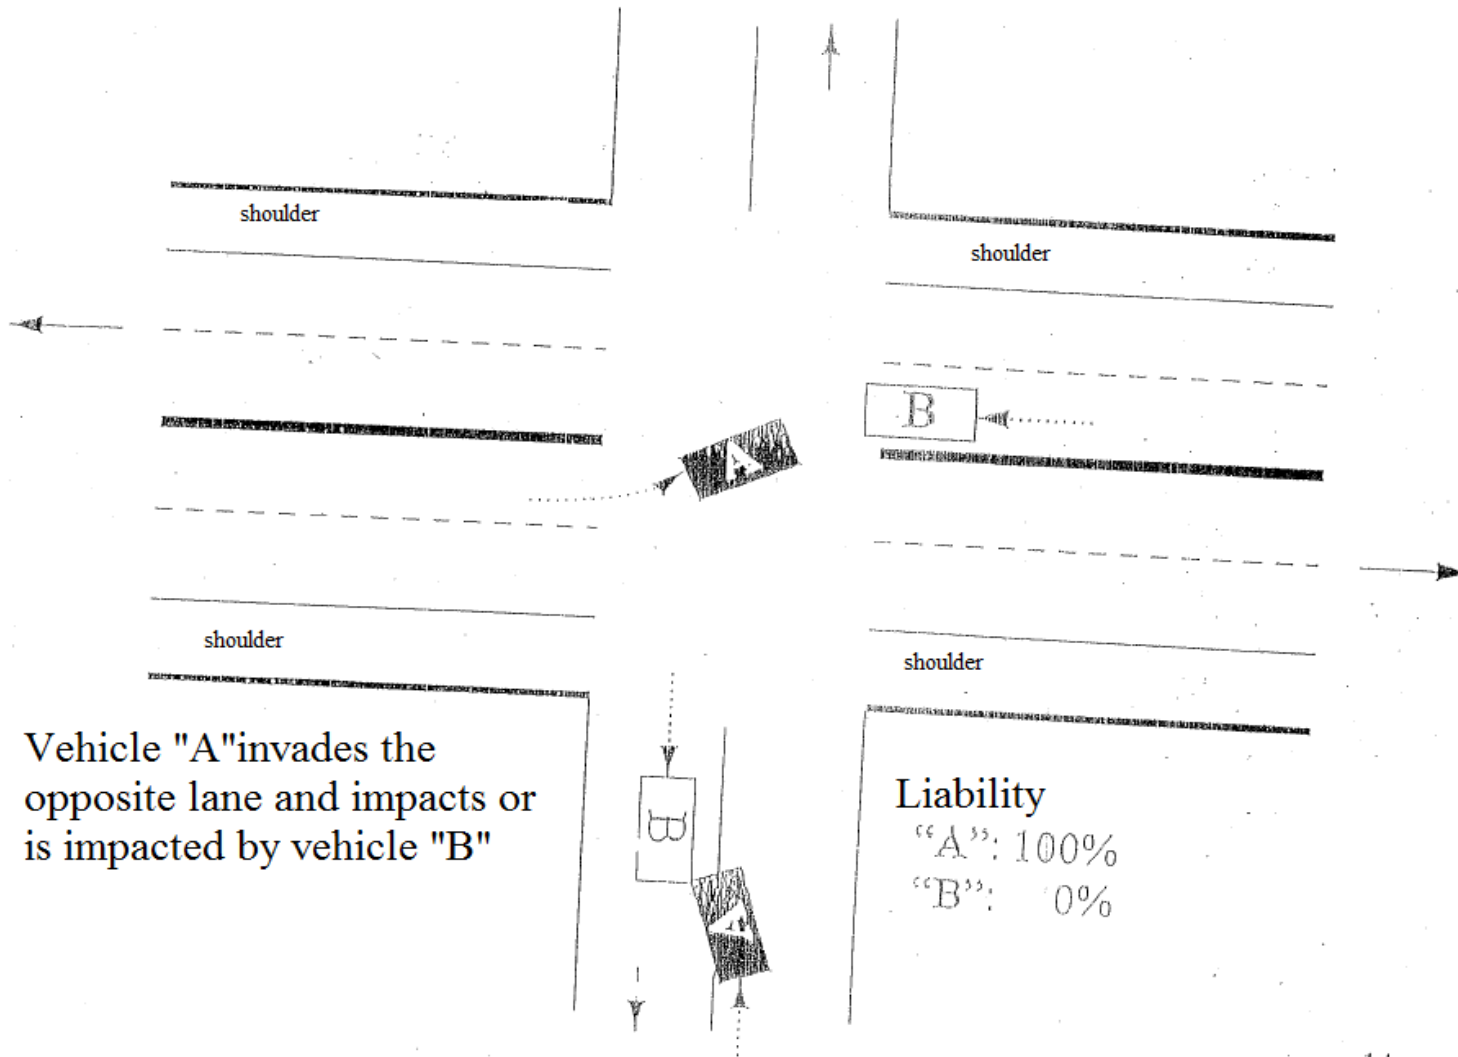 shoulder
shoulder
B
A
shoulder
shoulder
Vehicle "A"invades the
opposite lane and impacts or
is impacted by vehicle "B"
B
A
Liability
“A”: 100%
“B”: 0%